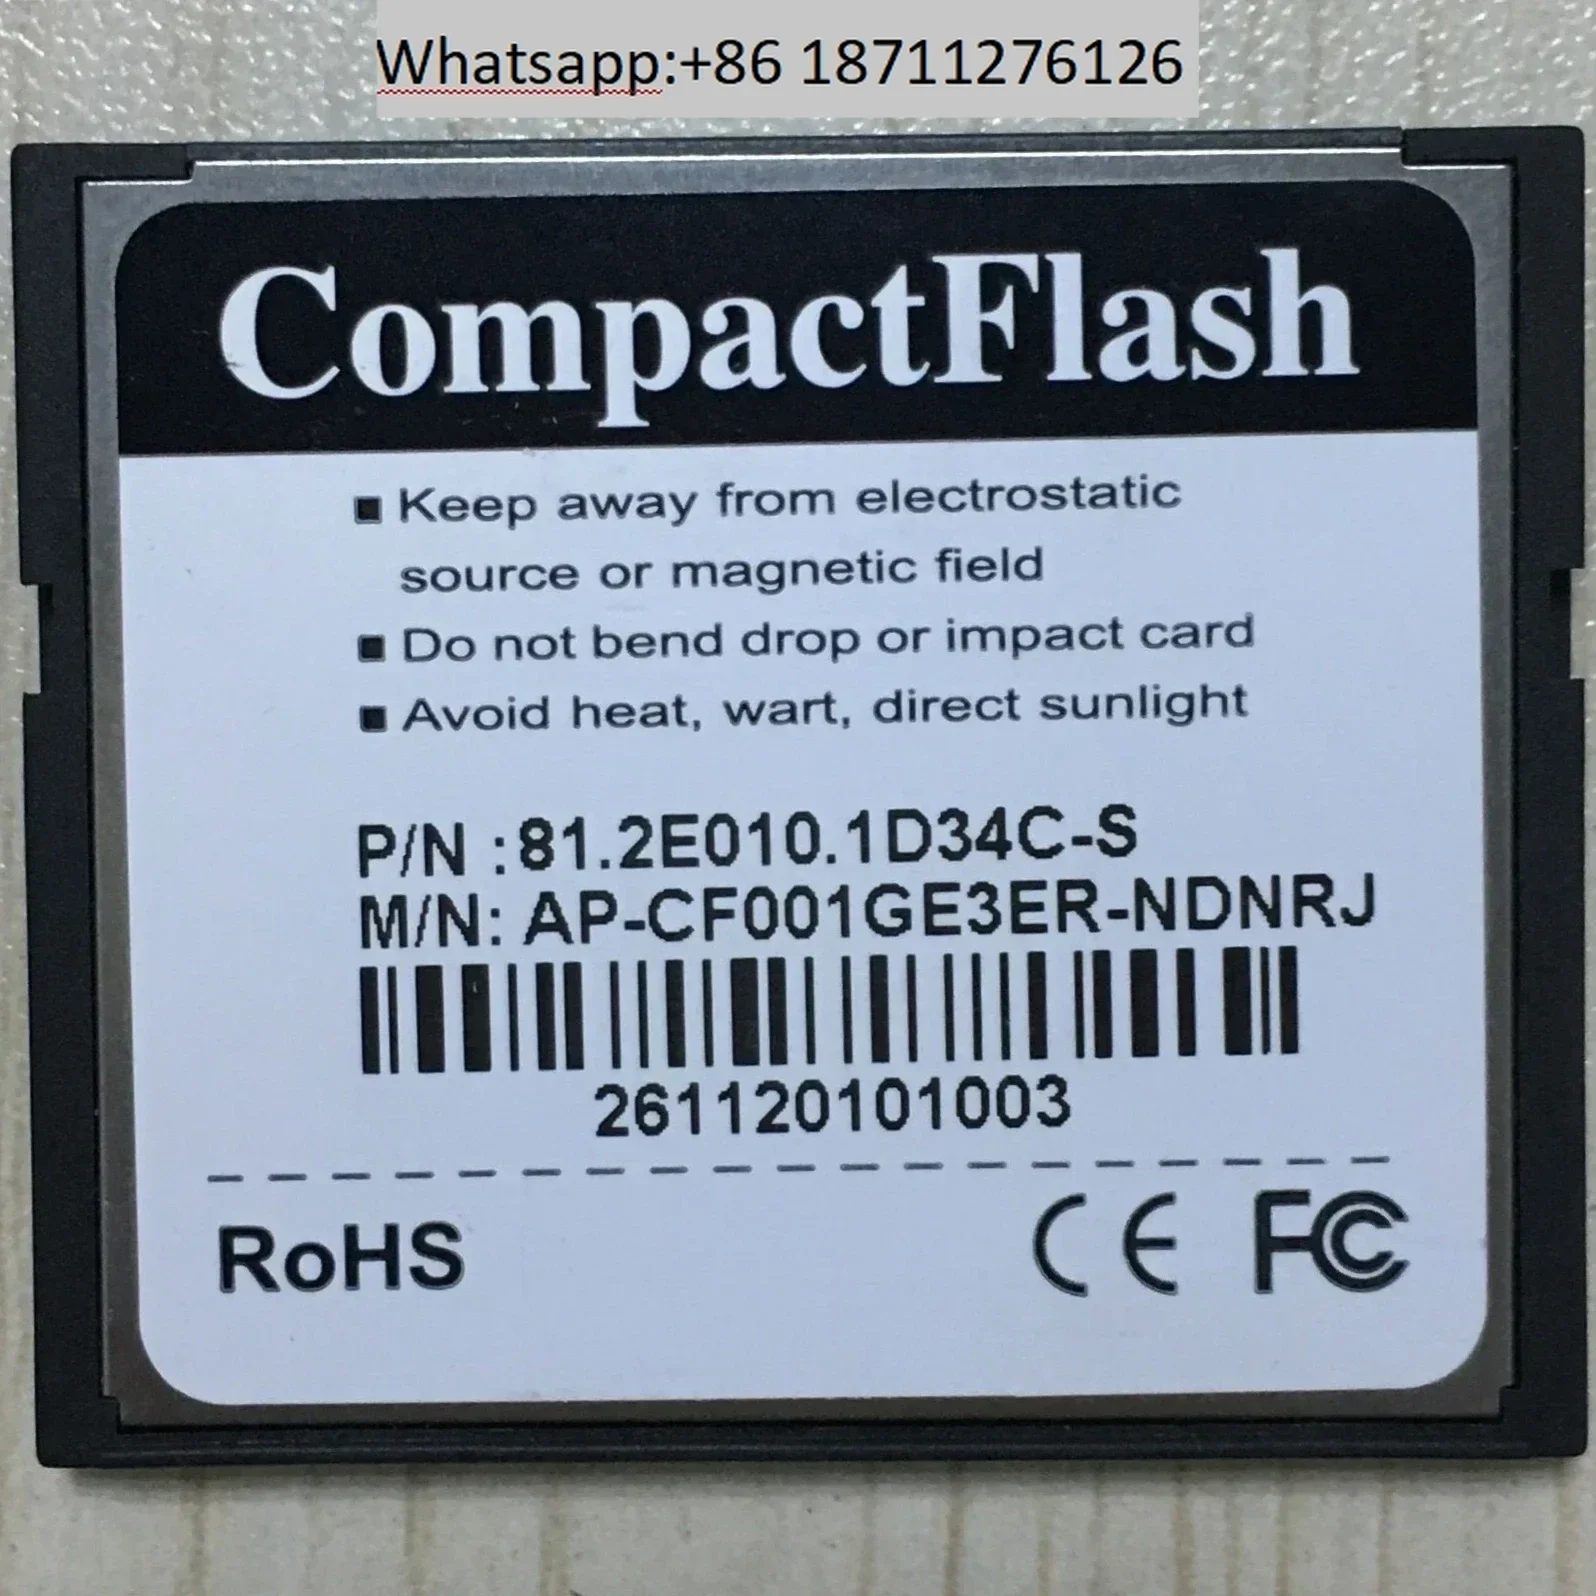 Whatsapp:+86 18711276126
CompactFlash
■ Keep away from electrostatic
source or magnetic field
■ Do not bend drop or impact card
■ Avoid heat, wart, direct sunlight
P/N :81.2E010.1D34C-S
M/N: AP-CF001GE3ER-NDNRJ
261120101003
RoHS CE FC